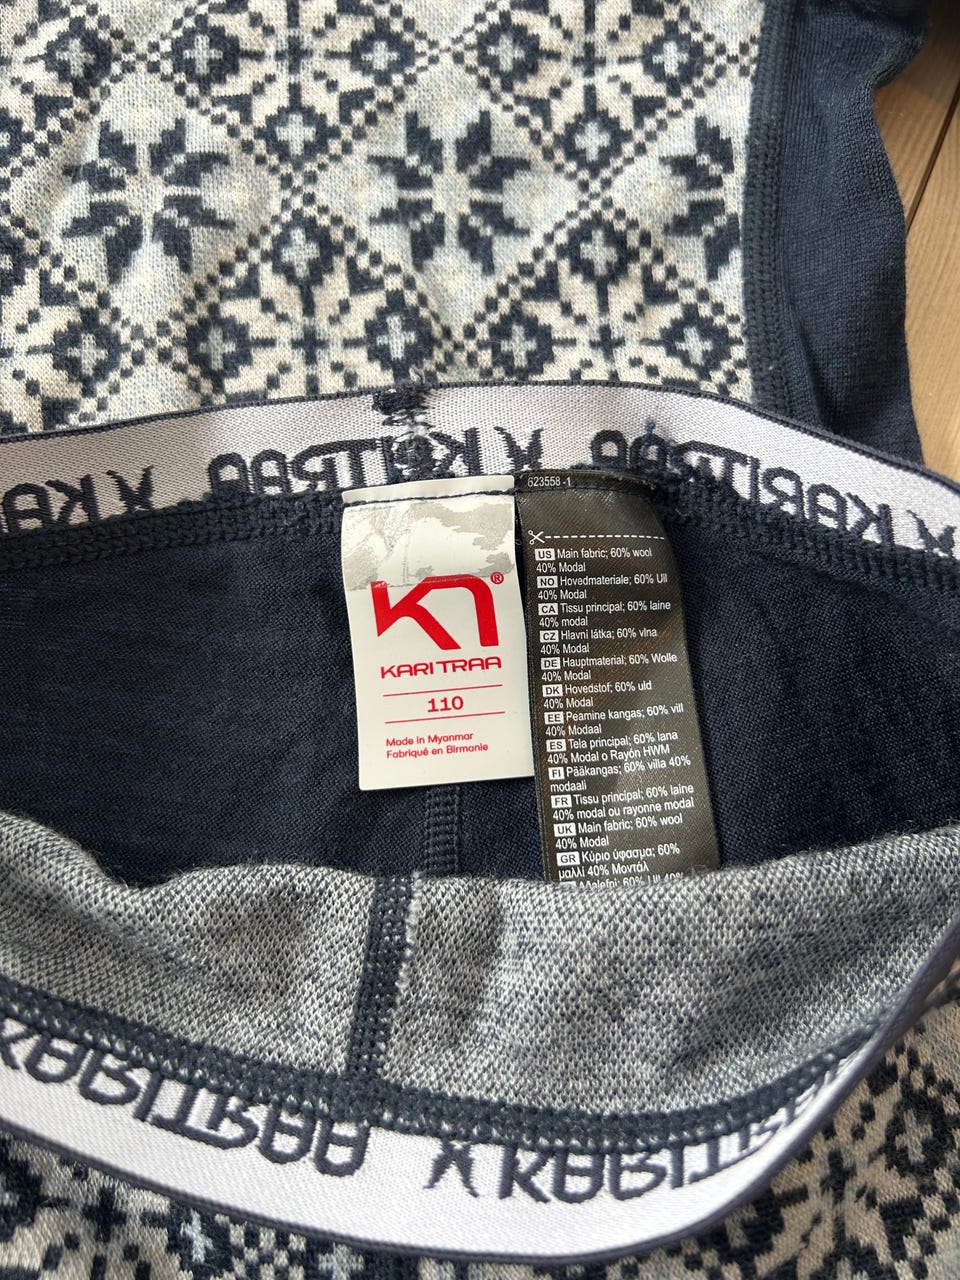 KARI TRAA
KARI TRAA
KARI TRAA
623558-1
KARI TRAA
110
Made in Myanmar
Fabriqué en Birmanie
US Main fabric; 60% wool
40% Modal
NO Hovedmateriale; 60% Ull
40% Modal
CA Tissu principal; 60% laine
40% modal
CZ Hlavní látka; 60% vlna
40% Modal
DE Hauptmaterial; 60% Wolle
40% Modal
DK Hovedstof; 60% uld
40% Modal
EE Peamine kangas; 60% vill
40% Modaal
ES Tela principal; 60% lana
40% Modal o Rayón HWM
FI Pääkangas; 60% villa 40%
modaali
FR Tissu principal; 60% laine
40% modal ou rayonne modal
UK Main fabric; 60% wool
40% Modal
GR Κύριο ύφασμα; 60%
μαλλί 40% Μοντάλ
60% Ull 40%
KARI TRAA
KARI TRAA